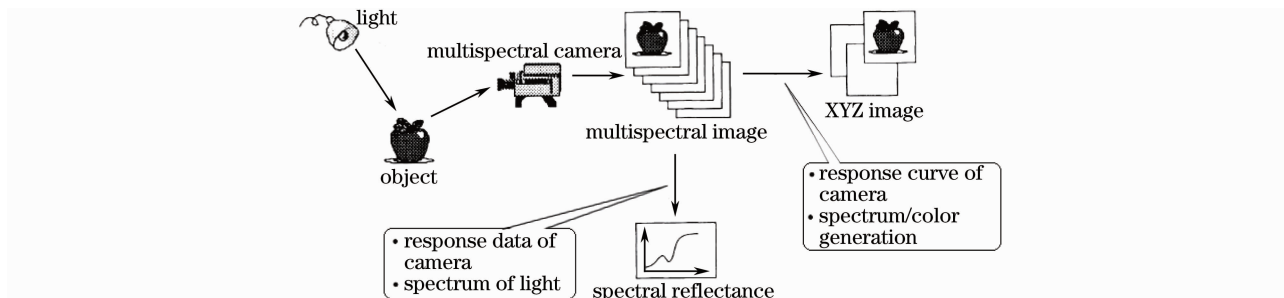 light
multispectral camera
object
multispectral image
XYZ image
• response curve of
camera
• spectrum/color
generation
• response data of
camera
• spectrum of light
spectral reflectance